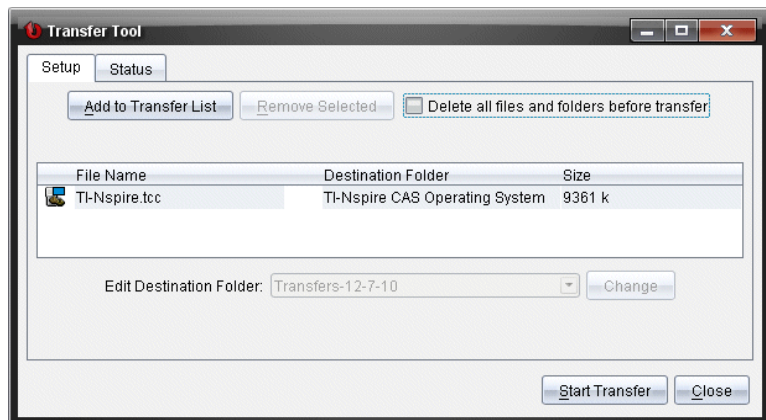 Transfer Tool
Setup Status
Add to Transfer List Remove Selected Delete all files and folders before transfer
File Name Destination Folder Size
TI-Nspire.tcc TI-Nspire CAS Operating System 9361 k
Edit Destination Folder: Transfers-12-7-10 Change
Start Transfer Close